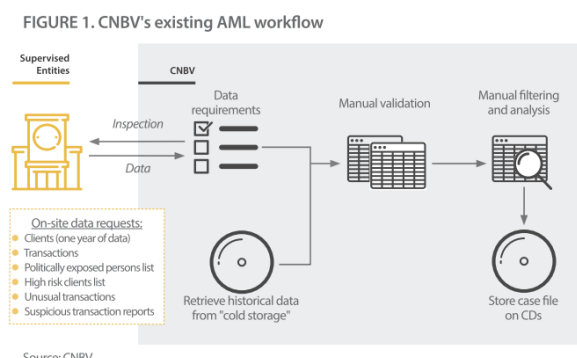 FIGURE 1. CNBV's existing AML workflow
Supervised
Entities
CNBV
Data
requirements
Manual validation
Manual filtering
and analysis
Inspection
Data
On-site data requests:
Clients (one year of data)
Transactions
Politically exposed persons list
High risk clients list
Unusual transactions
Suspicious transaction reports
Retrieve historical data
from "cold storage"
Store case file
on CDs
Source: CNBV